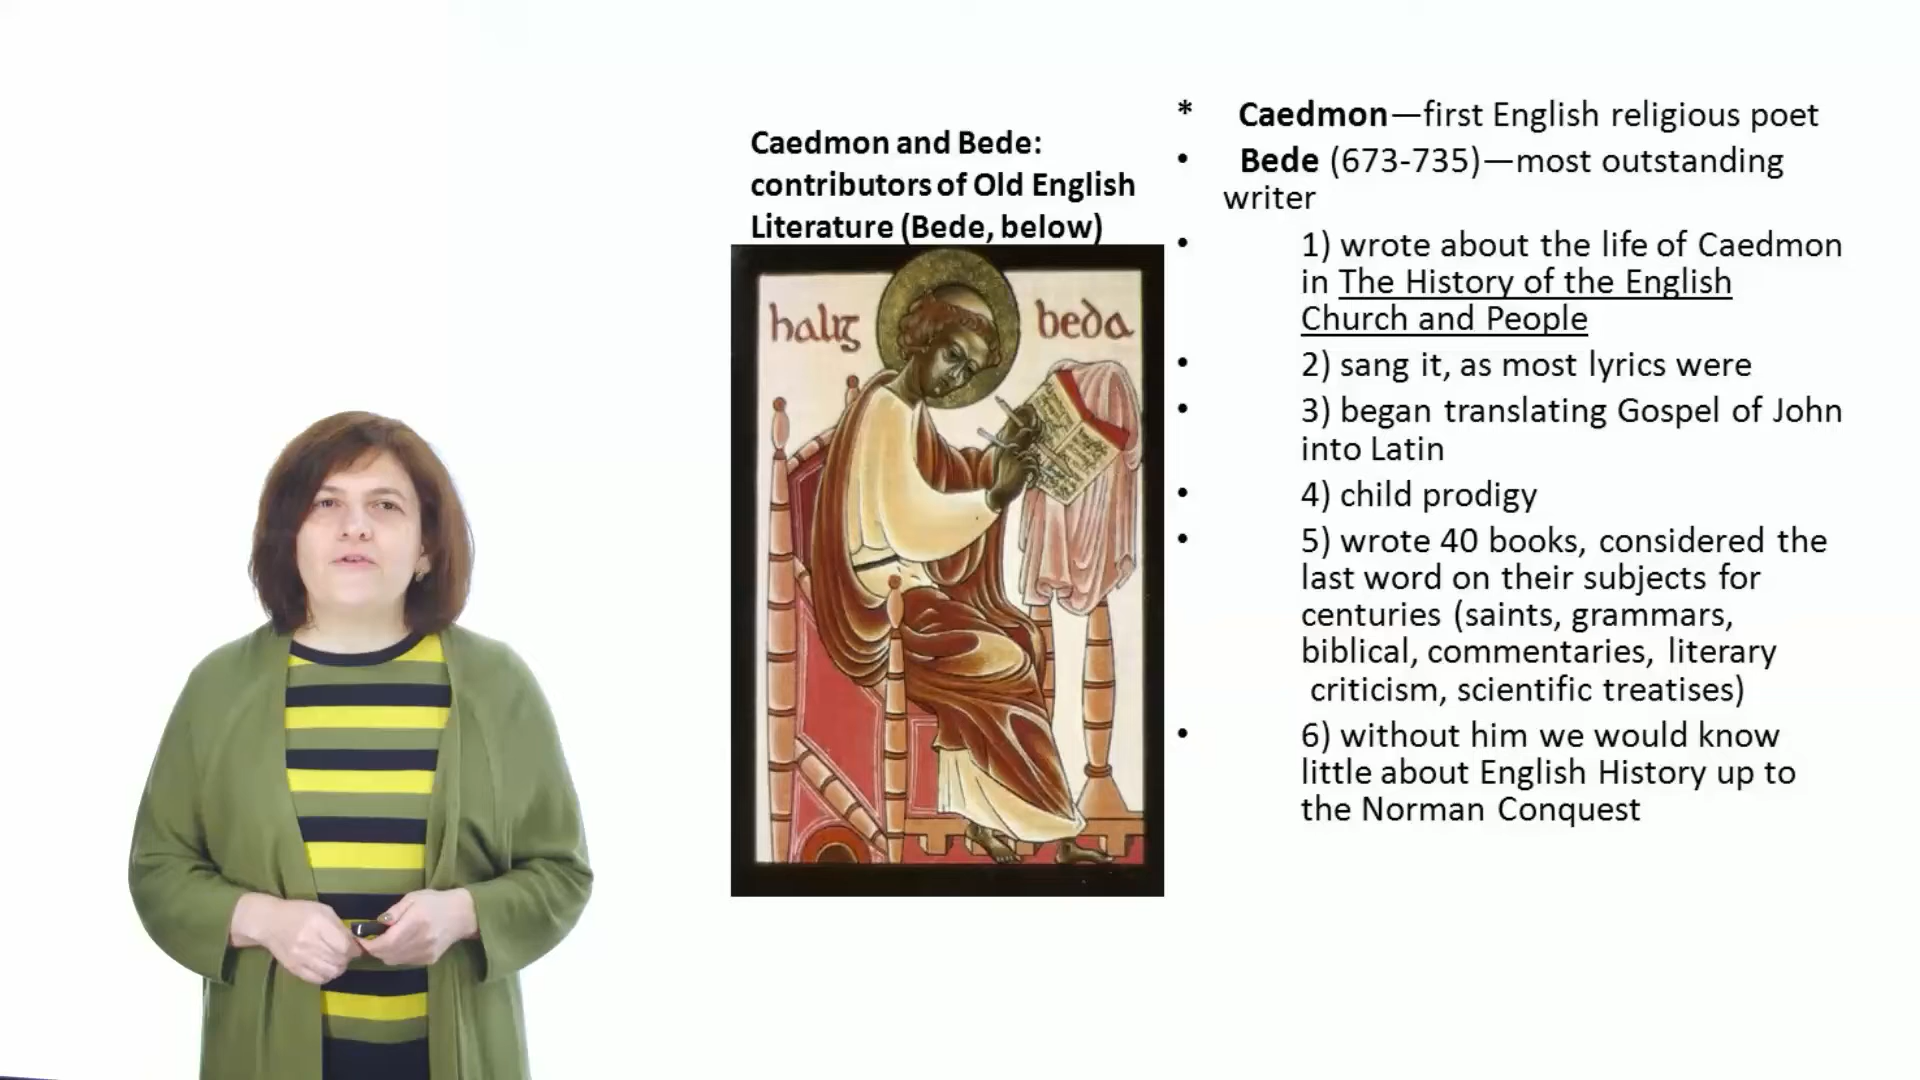 Caedmon and Bede:
contributors of Old English
Literature (Bede, below)
halig
beda
* Caedmon—first English religious poet
• Bede (673-735)—most outstanding
writer
• 1) wrote about the life of Caedmon
in The History of the English
Church and People
• 2) sang it, as most lyrics were
• 3) began translating Gospel of John
into Latin
• 4) child prodigy
• 5) wrote 40 books, considered the
last word on their subjects for
centuries (saints, grammars,
biblical, commentaries, literary
criticism, scientific treatises)
• 6) without him we would know
little about English History up to
the Norman Conquest